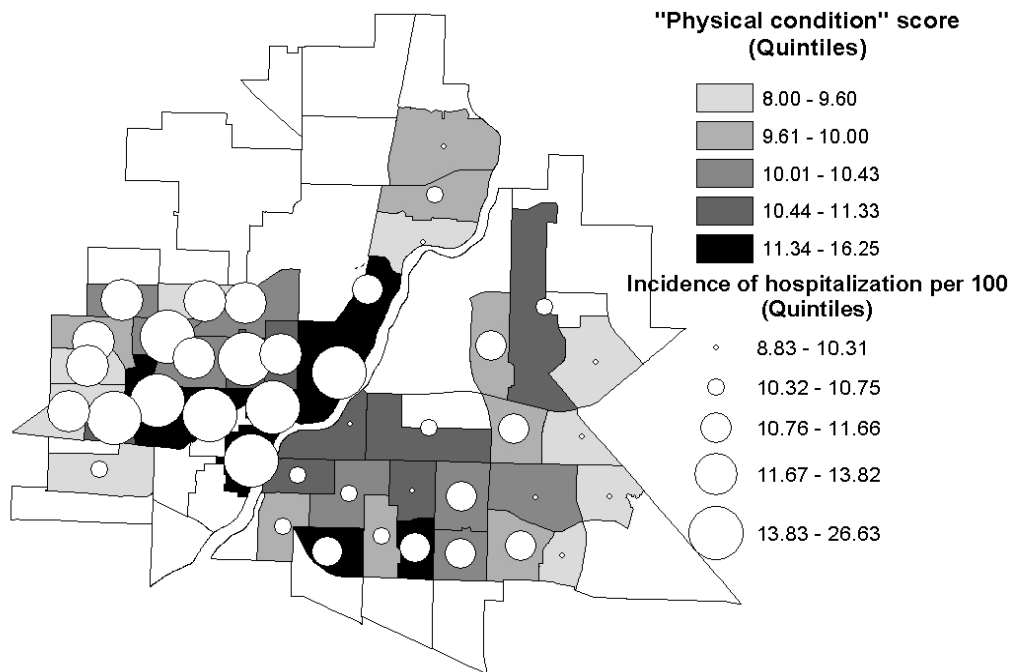 "Physical condition" score
(Quintiles)
8.00 - 9.60
9.61 - 10.00
10.01 - 10.43
10.44 - 11.33
11.34 - 16.25
Incidence of hospitalization per 100
(Quintiles)
8.83 - 10.31
10.32 - 10.75
10.76 - 11.66
11.67 - 13.82
13.83 - 26.63